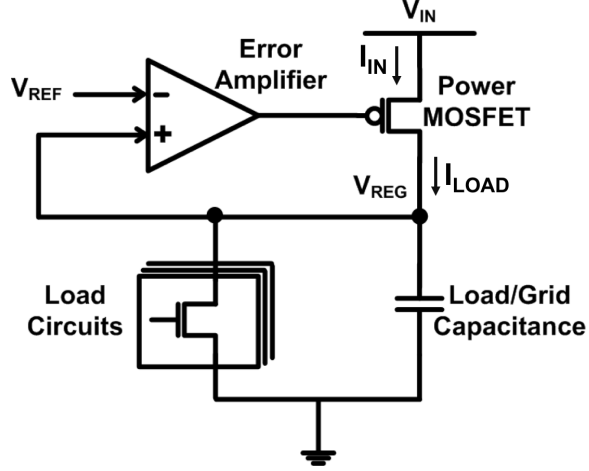 V_IN
I_IN
Error
Amplifier
Power
MOSFET
V_REF
−
+
V_REG
I_LOAD
Load
Circuits
Load/Grid
Capacitance